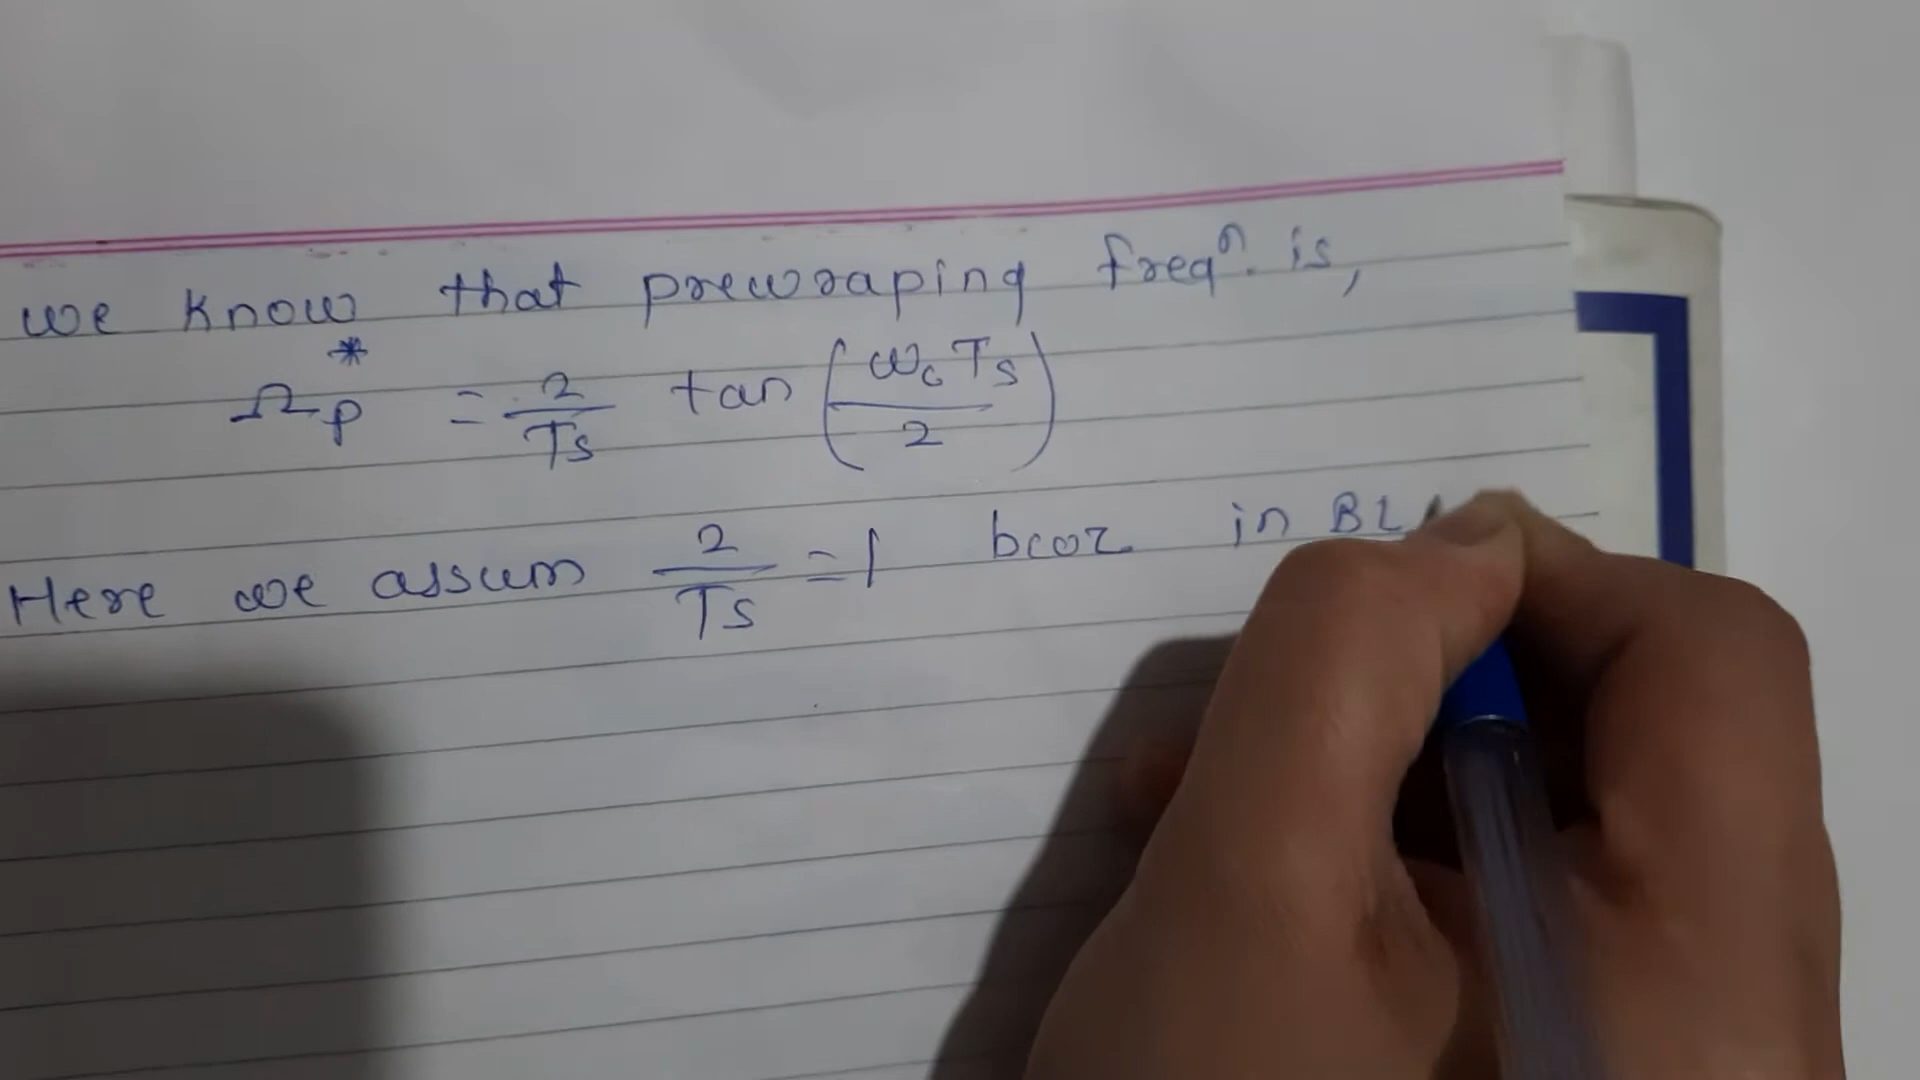 we know that prewraping freqⁿ. is,
Ωp* = 2/Ts tan (ωc Ts / 2)
Here we assum 2/Ts = 1 bcoz in BL